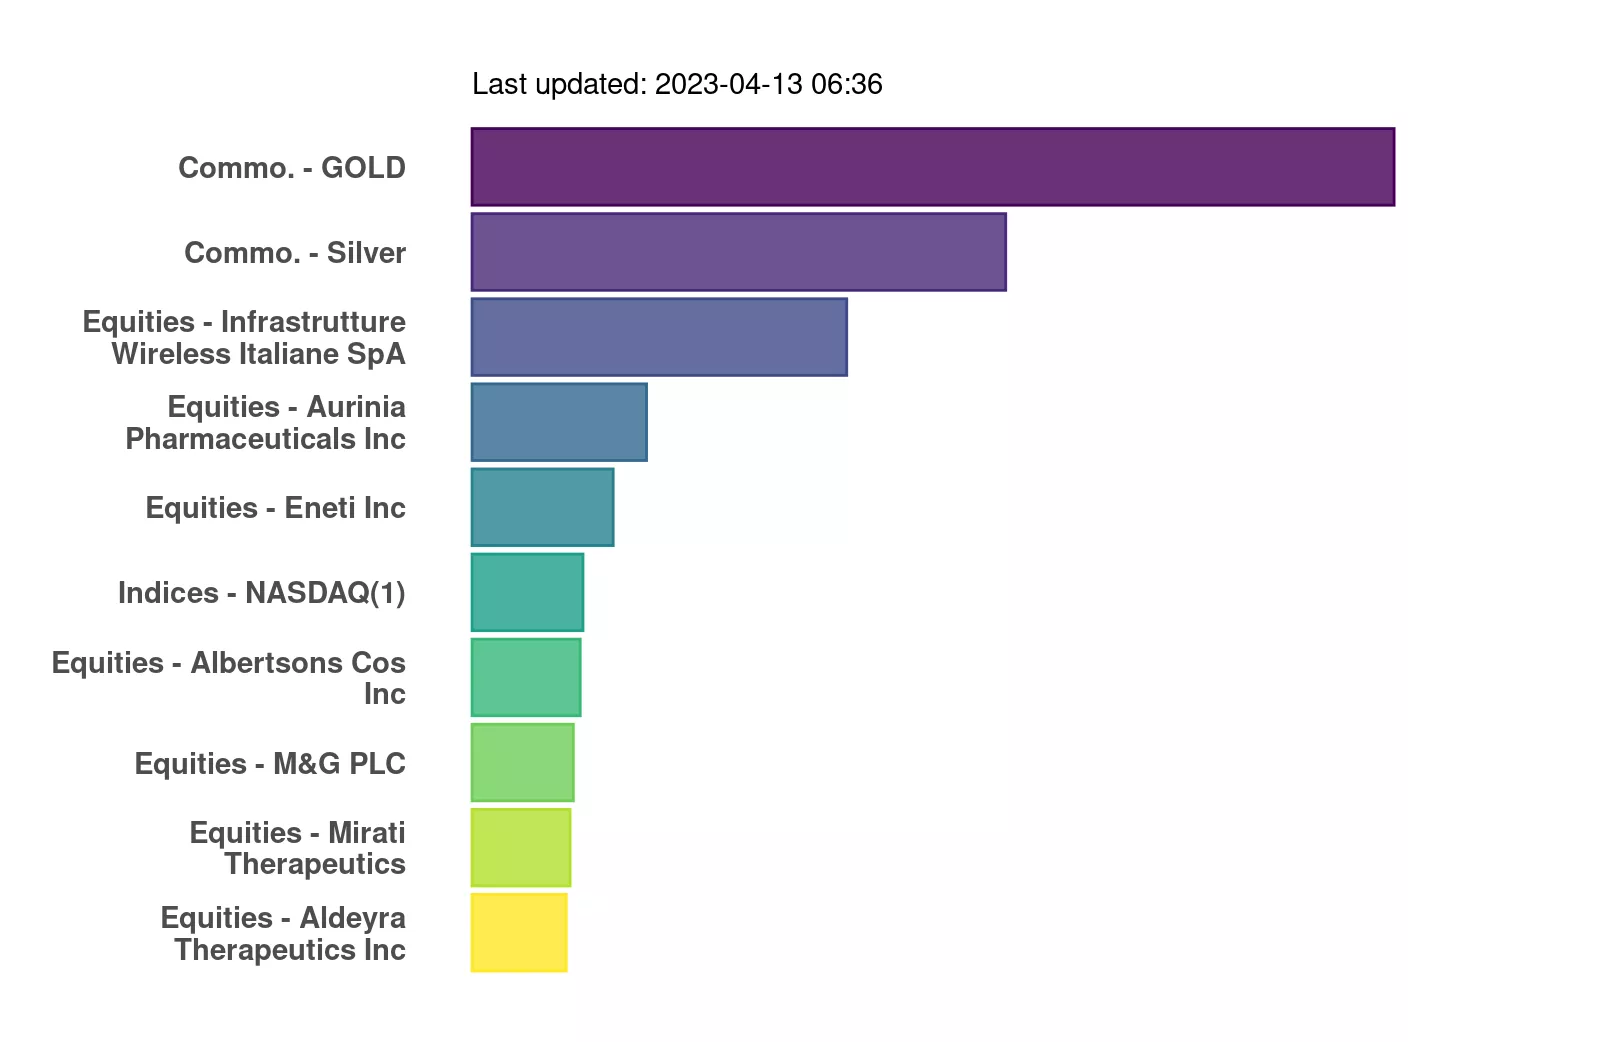 Last updated: 2023-04-13 06:36
Commo. - GOLD
Commo. - Silver
Equities - Infrastrutture
Wireless Italiane SpA
Equities - Aurinia
Pharmaceuticals Inc
Equities - Eneti Inc
Indices - NASDAQ(1)
Equities - Albertsons Cos
Inc
Equities - M&G PLC
Equities - Mirati
Therapeutics
Equities - Aldeyra
Therapeutics Inc